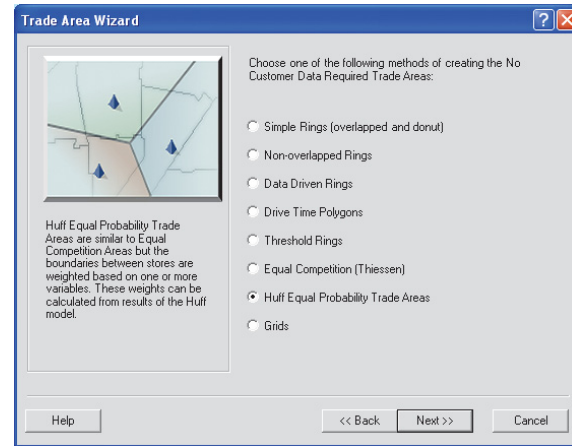 Trade Area Wizard
Choose one of the following methods of creating the No
Customer Data Required Trade Areas:
Simple Rings (overlapped and donut)
Non-overlapped Rings
Data Driven Rings
Drive Time Polygons
Threshold Rings
Equal Competition (Thiessen)
Huff Equal Probability Trade Areas
Grids
Huff Equal Probability Trade
Areas are similar to Equal
Competition Areas but the
boundaries between stores are
weighted based on one or more
variables. These weights can be
calculated from results of the Huff
model.
Help
<< Back
Next >>
Cancel